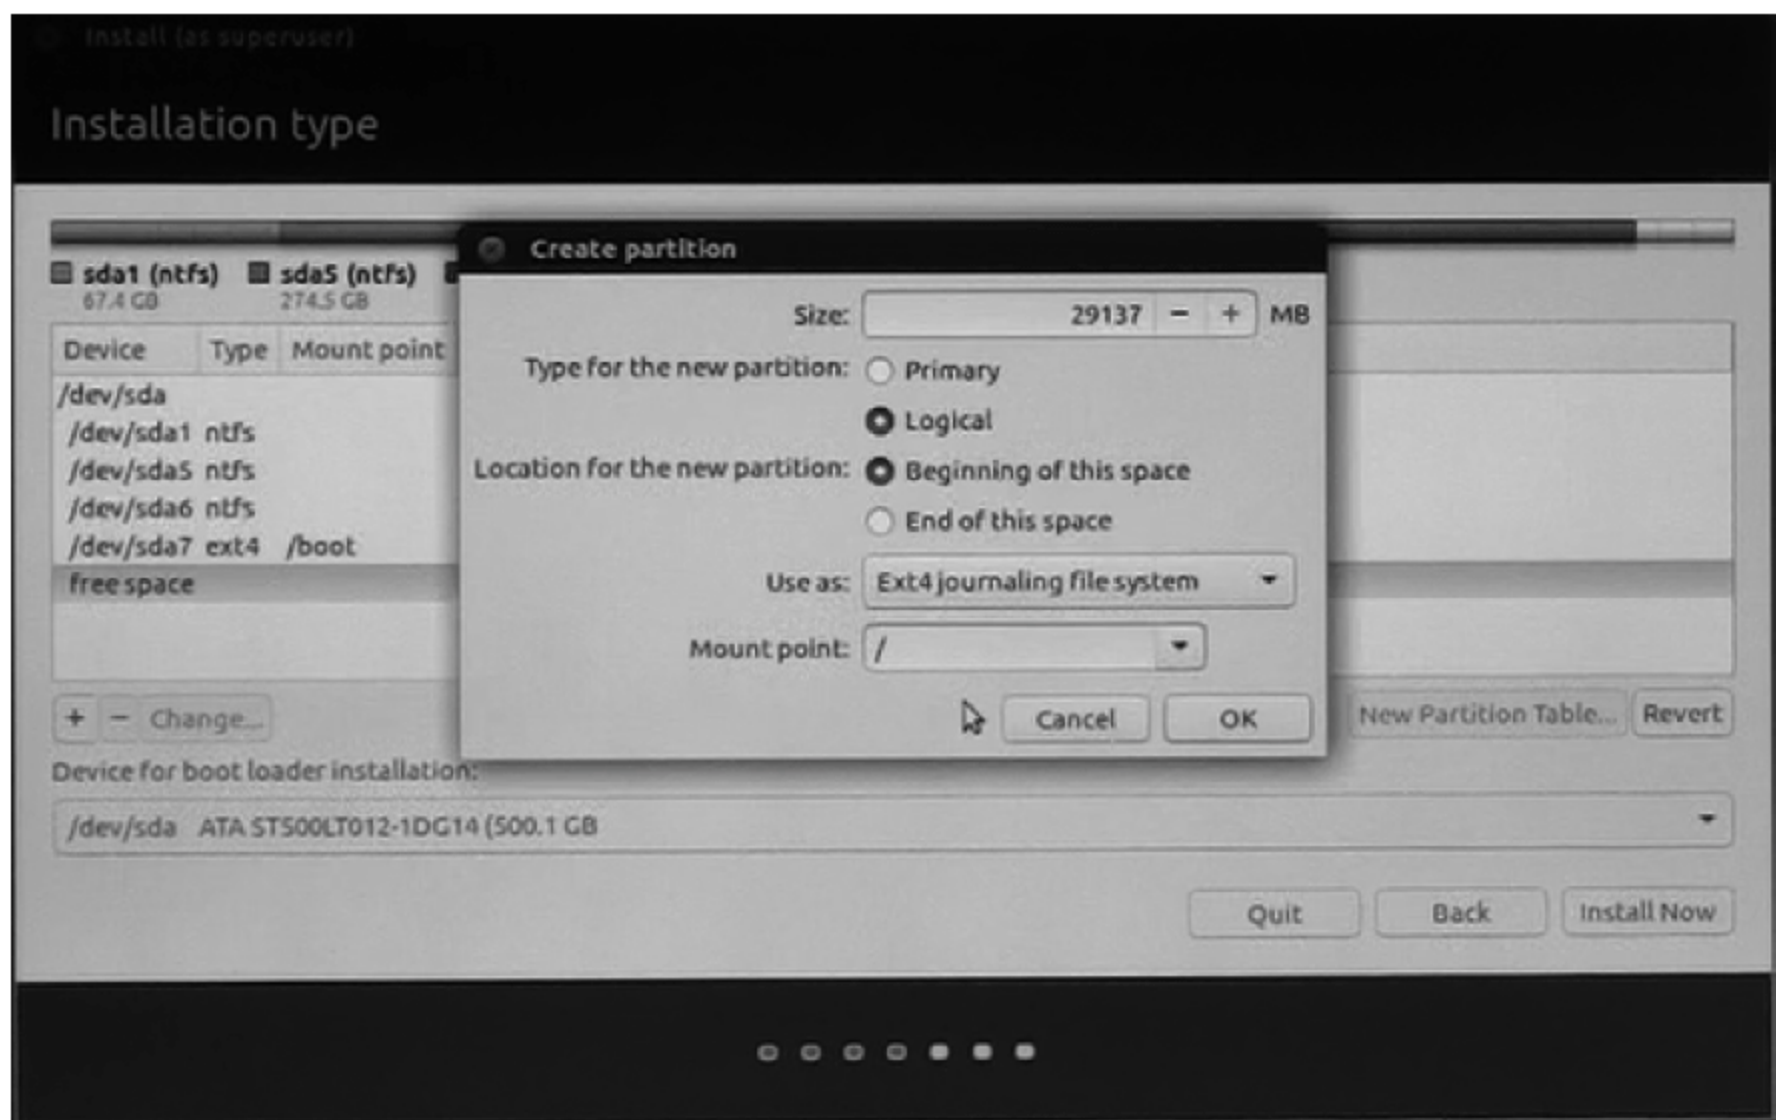 Install (as superuser)
Installation type
Create partition
sda1 (ntfs) sda5 (ntfs)
67.4 GB 274.5 GB
Size: 29137 − + MB
Device Type Mount point
Type for the new partition: Primary
/dev/sda
Logical
/dev/sda1 ntfs
/dev/sda5 ntfs
Location for the new partition: Beginning of this space
/dev/sda6 ntfs
End of this space
/dev/sda7 ext4 /boot
free space
Use as: Ext4 journaling file system
Mount point: /
+ − Change... Cancel OK New Partition Table... Revert
Device for boot loader installation:
/dev/sda ATA ST500LT012-1DG14 (500.1 GB
Quit Back Install Now